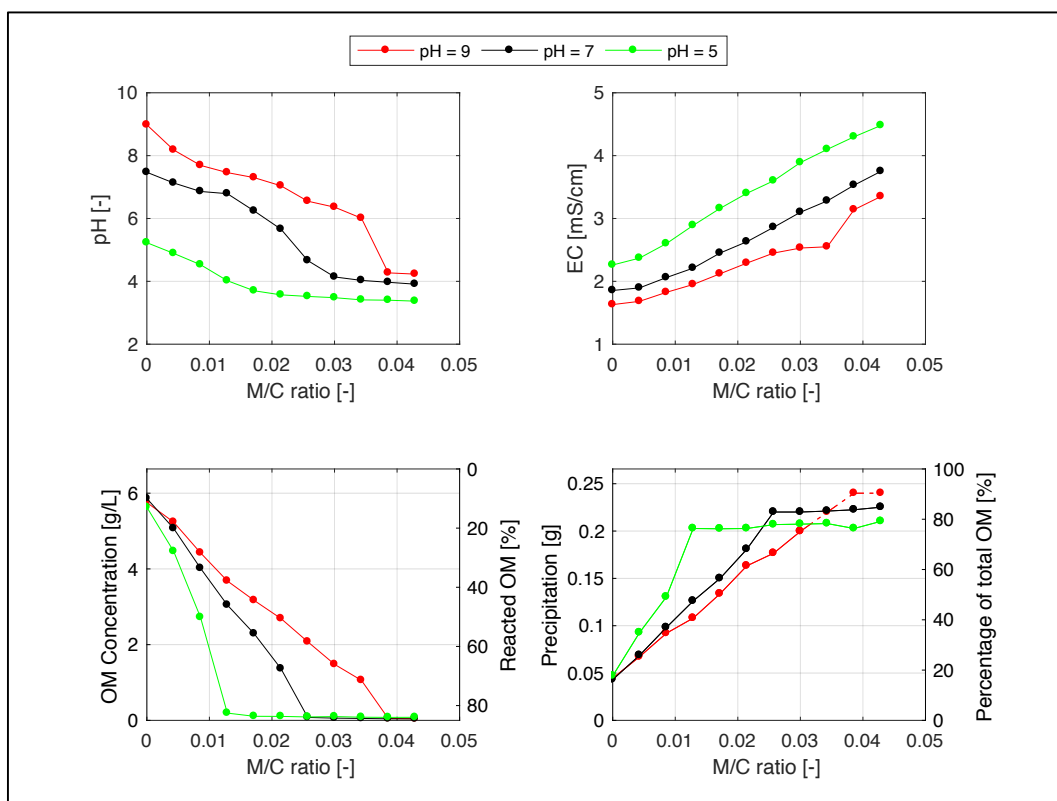 pH = 9 pH = 7 pH = 5
10
8
6
4
2
pH [-]
0 0.01 0.02 0.03 0.04 0.05
M/C ratio [-]
5
4
3
2
1
EC [mS/cm]
0 0.01 0.02 0.03 0.04 0.05
M/C ratio [-]
6
4
2
0
OM Concentration [g/L]
0
20
40
60
80
Reacted OM [%]
0 0.01 0.02 0.03 0.04 0.05
M/C ratio [-]
0.25
0.2
0.15
0.1
0.05
0
Precipitation [g]
100
80
60
40
20
0
Percentage of total OM [%]
0 0.01 0.02 0.03 0.04 0.05
M/C ratio [-]